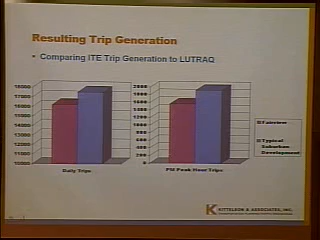 Resulting Trip Generation
• Comparing ITE Trip Generation to LUTRAQ
18000
17000
16000
15000
14000
13000
12000
11000
10000
Daily Trips
2000
1800
1600
1400
1200
1000
800
600
400
200
0
PM Peak Hour Trips
Fairview
Typical
Suburban
Development
KITTELSON & ASSOCIATES, INC.